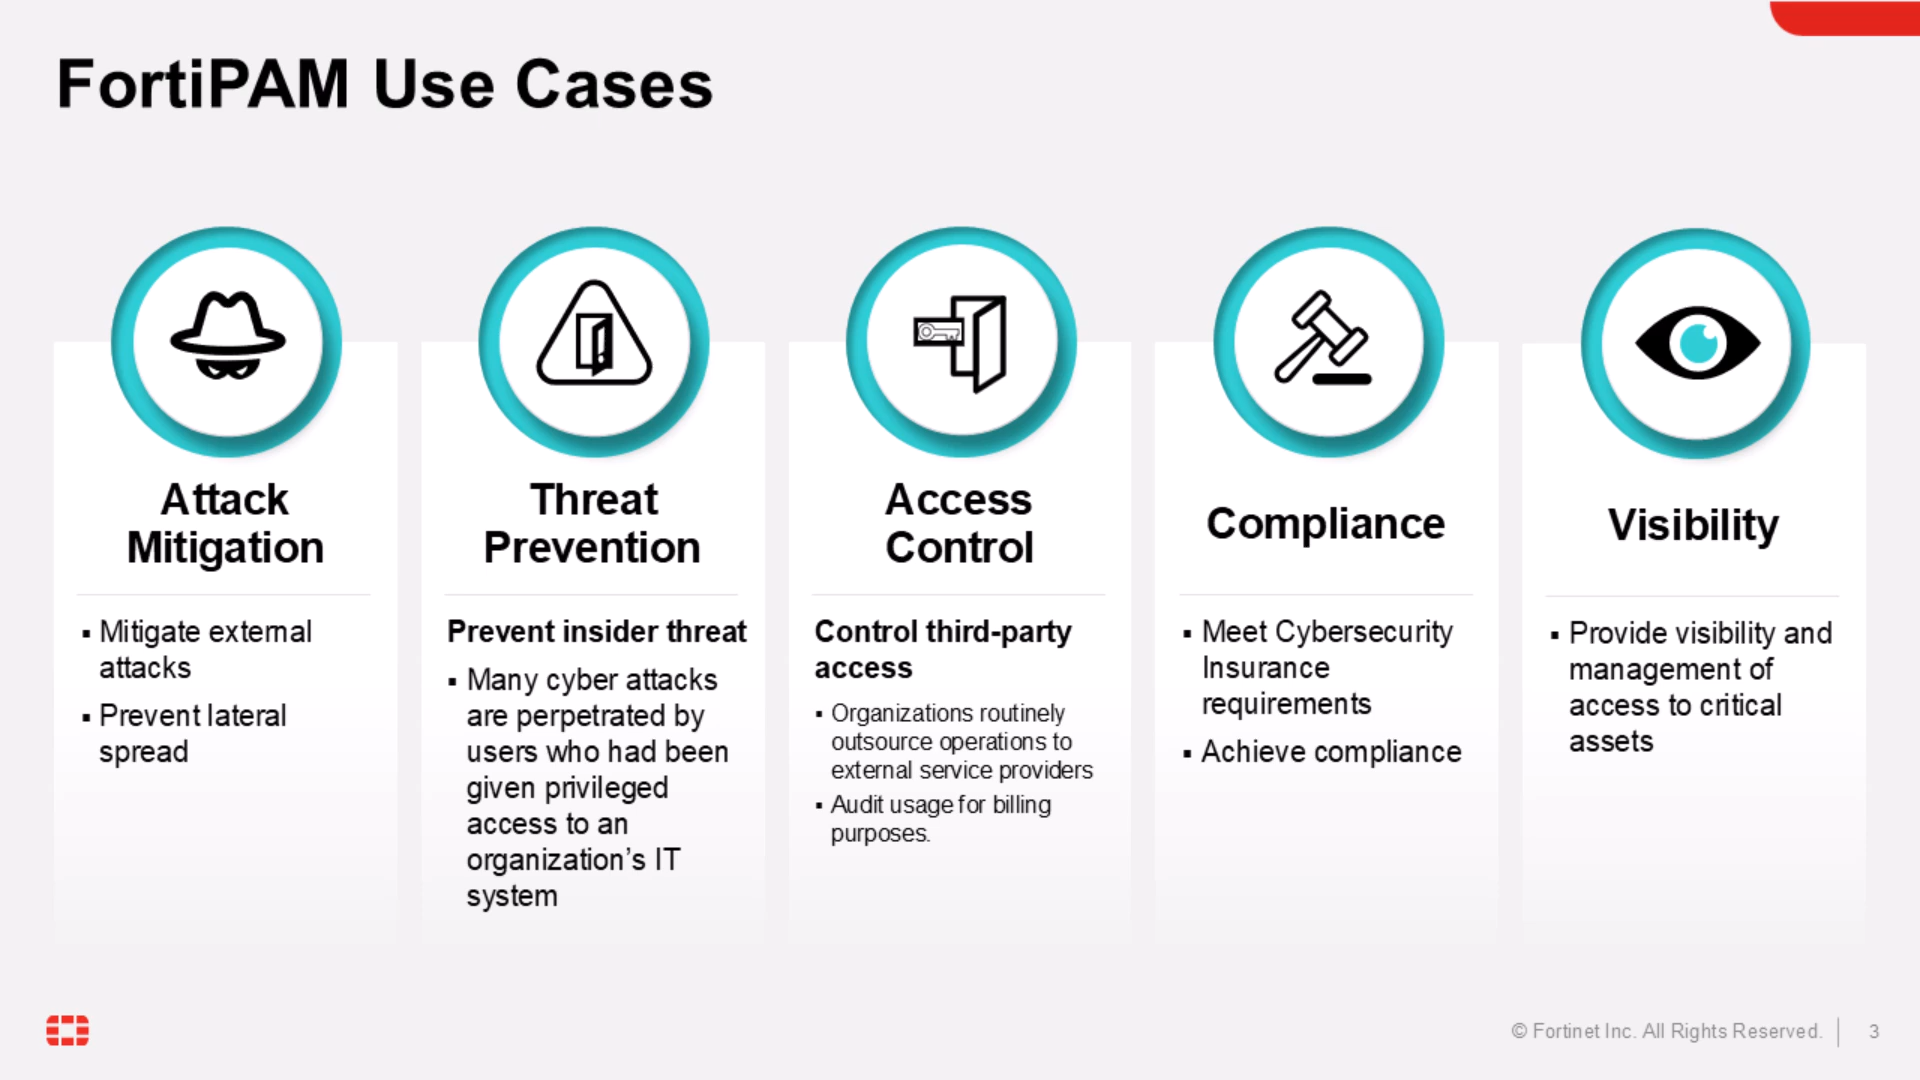 FortiPAM Use Cases
Attack
Mitigation
▪ Mitigate external
attacks
▪ Prevent lateral
spread
Threat
Prevention
Prevent insider threat
▪ Many cyber attacks
are perpetrated by
users who had been
given privileged
access to an
organization’s IT
system
Access
Control
Control third-party
access
▪ Organizations routinely
outsource operations to
external service providers
▪ Audit usage for billing
purposes.
Compliance
▪ Meet Cybersecurity
Insurance
requirements
▪ Achieve compliance
Visibility
▪ Provide visibility and
management of
access to critical
assets
© Fortinet Inc. All Rights Reserved.
3